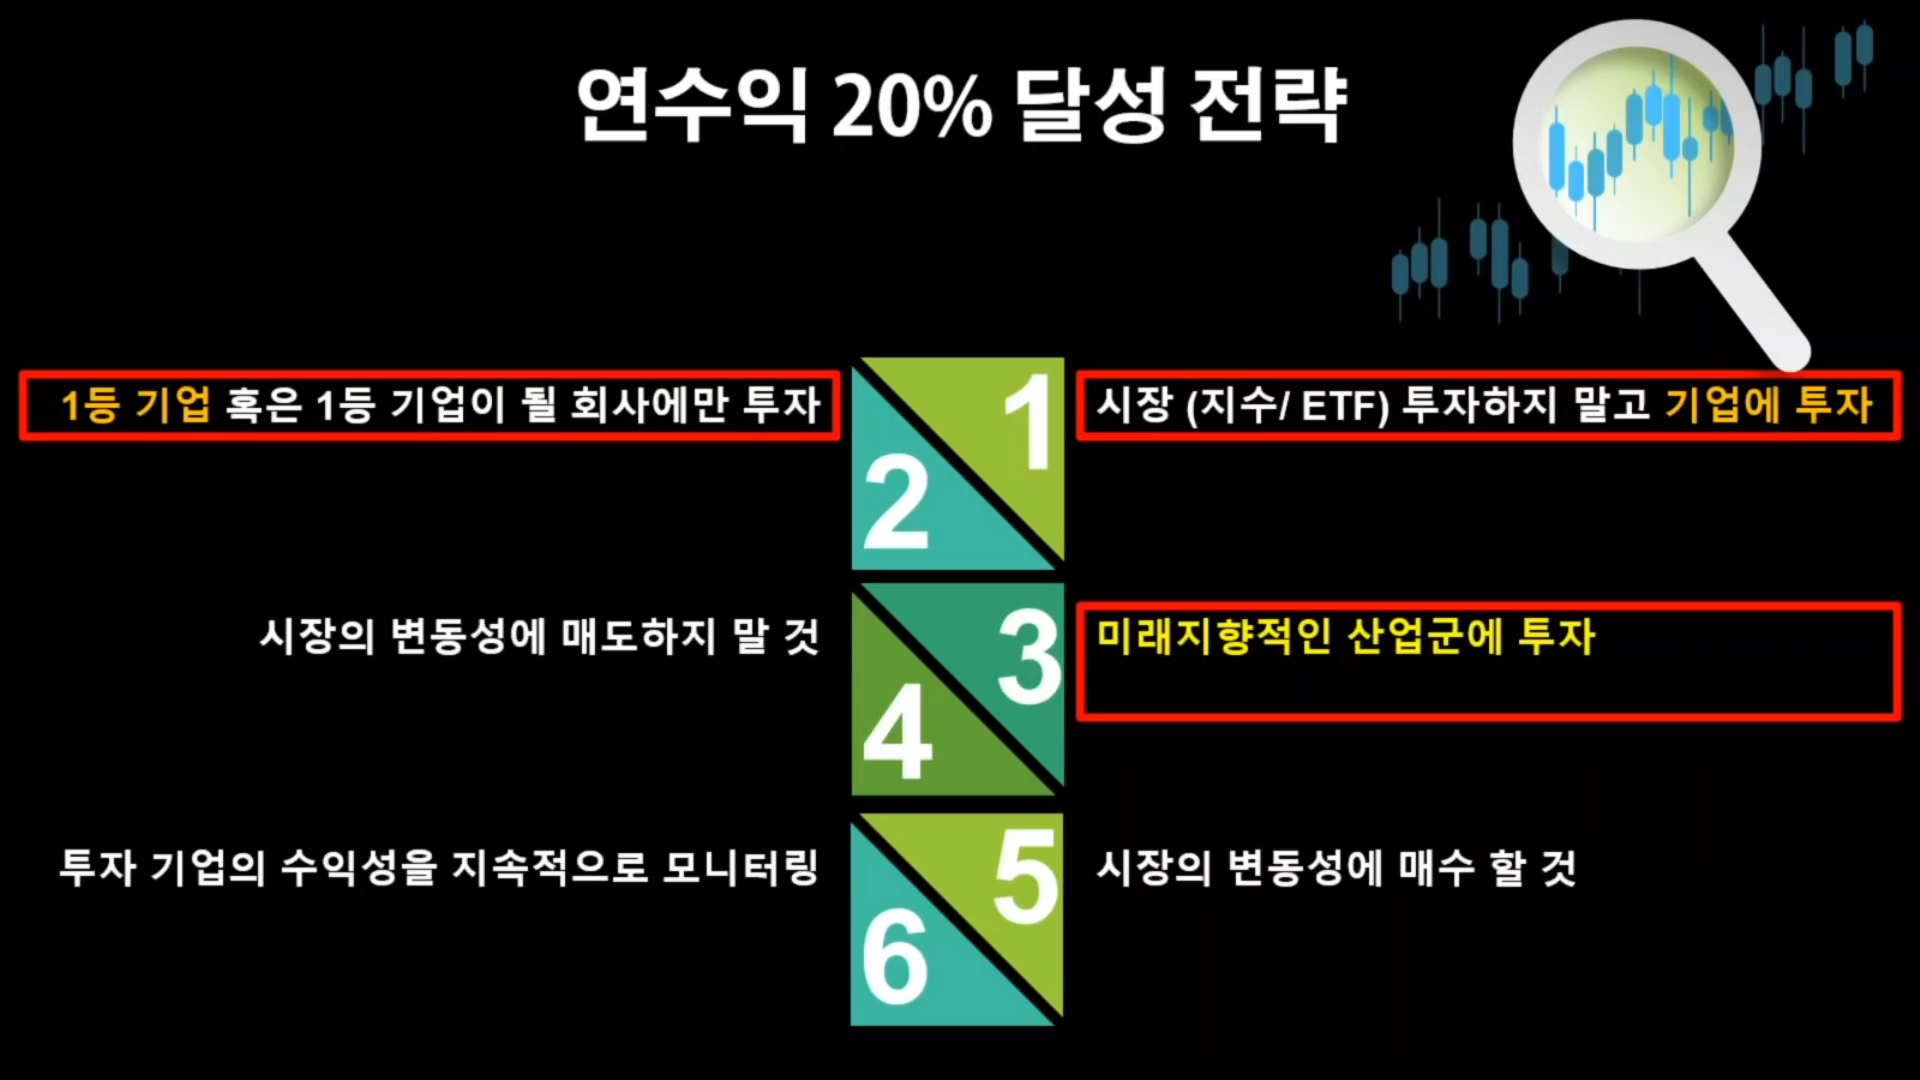 연수익 20% 달성 전략
1
시장 (지수/ ETF) 투자하지 말고 기업에 투자
2
1등 기업 혹은 1등 기업이 될 회사에만 투자
3
미래지향적인 산업군에 투자
4
시장의 변동성에 매도하지 말 것
5
시장의 변동성에 매수 할 것
6
투자 기업의 수익성을 지속적으로 모니터링